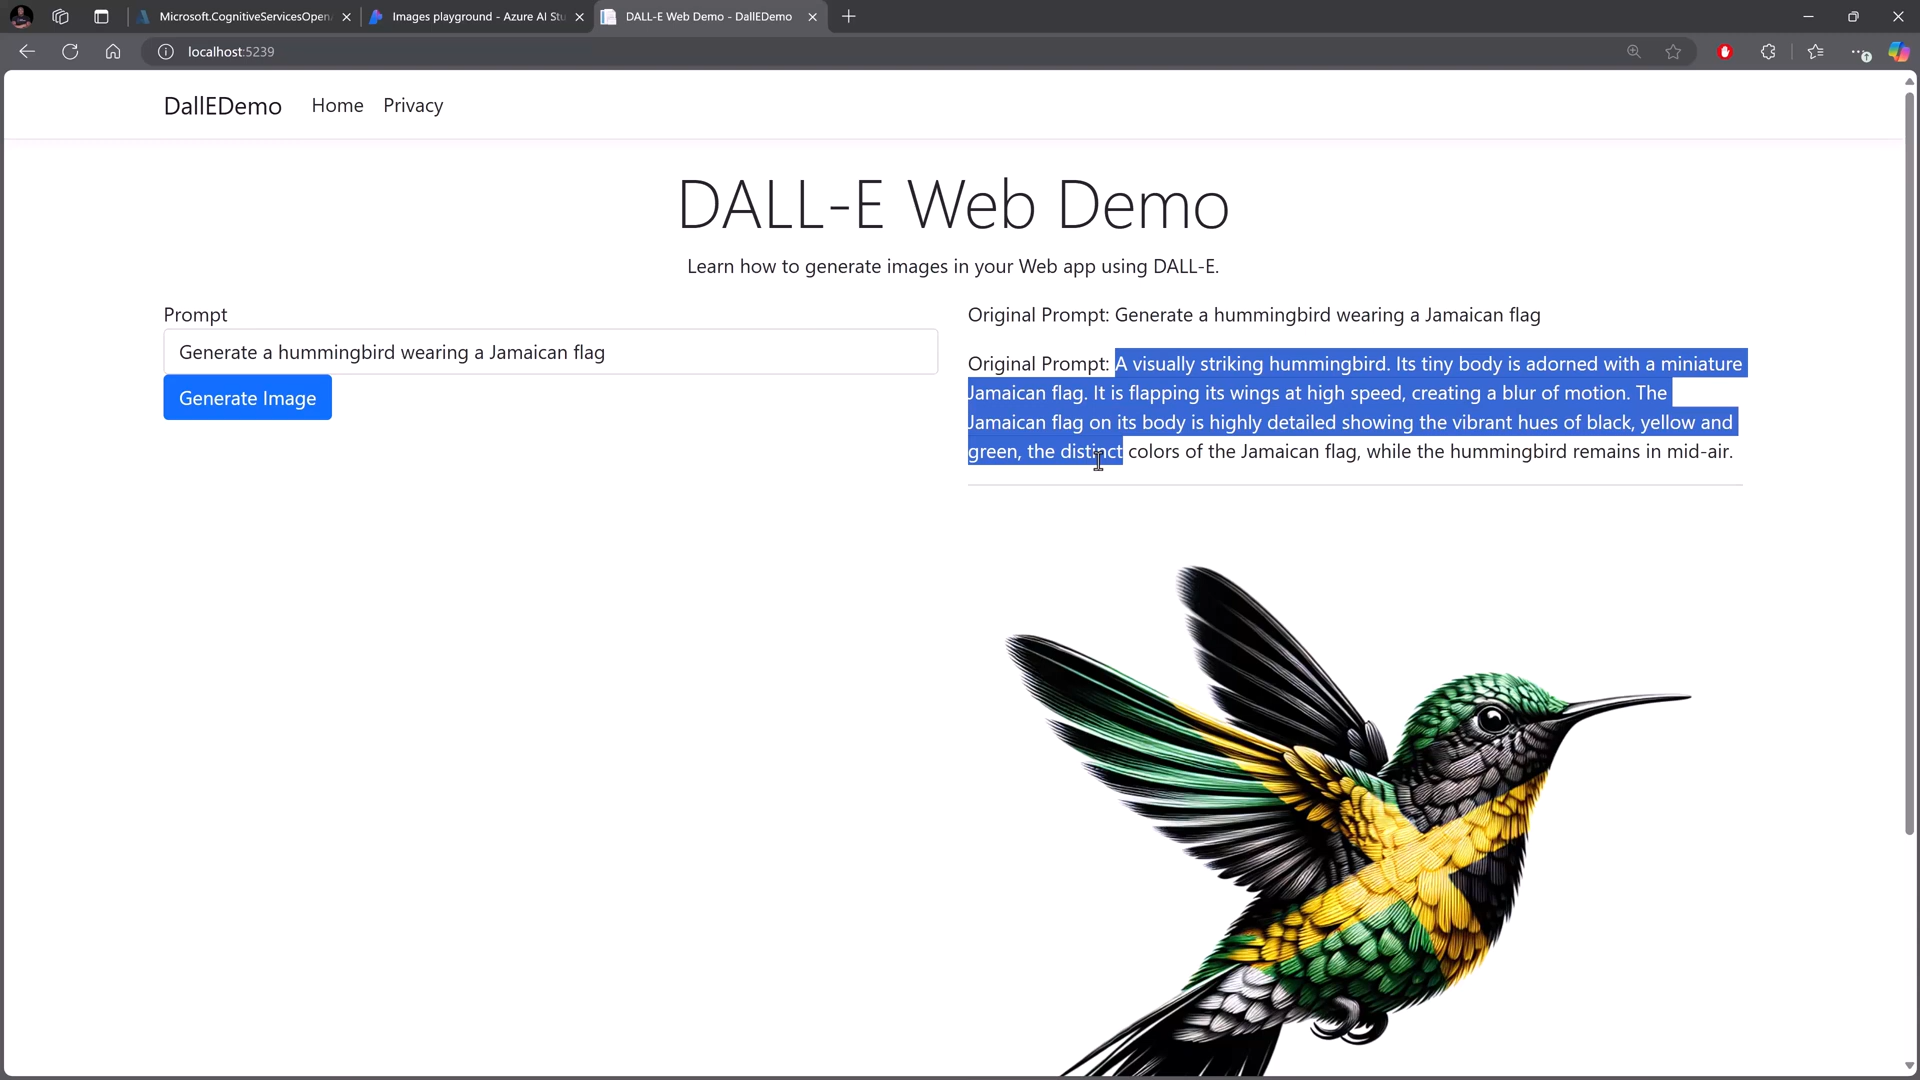 Microsoft.CognitiveServicesOpen
Images playground - Azure AI Stu
DALL-E Web Demo - DallEDemo
localhost:5239
DallEDemo
Home
Privacy
DALL-E Web Demo
Learn how to generate images in your Web app using DALL-E.
Prompt
Generate a hummingbird wearing a Jamaican flag
Generate Image
Original Prompt: Generate a hummingbird wearing a Jamaican flag
Original Prompt: A visually striking hummingbird. Its tiny body is adorned with a miniature
Jamaican flag. It is flapping its wings at high speed, creating a blur of motion. The
Jamaican flag on its body is highly detailed showing the vibrant hues of black, yellow and
green, the distinct colors of the Jamaican flag, while the hummingbird remains in mid-air.